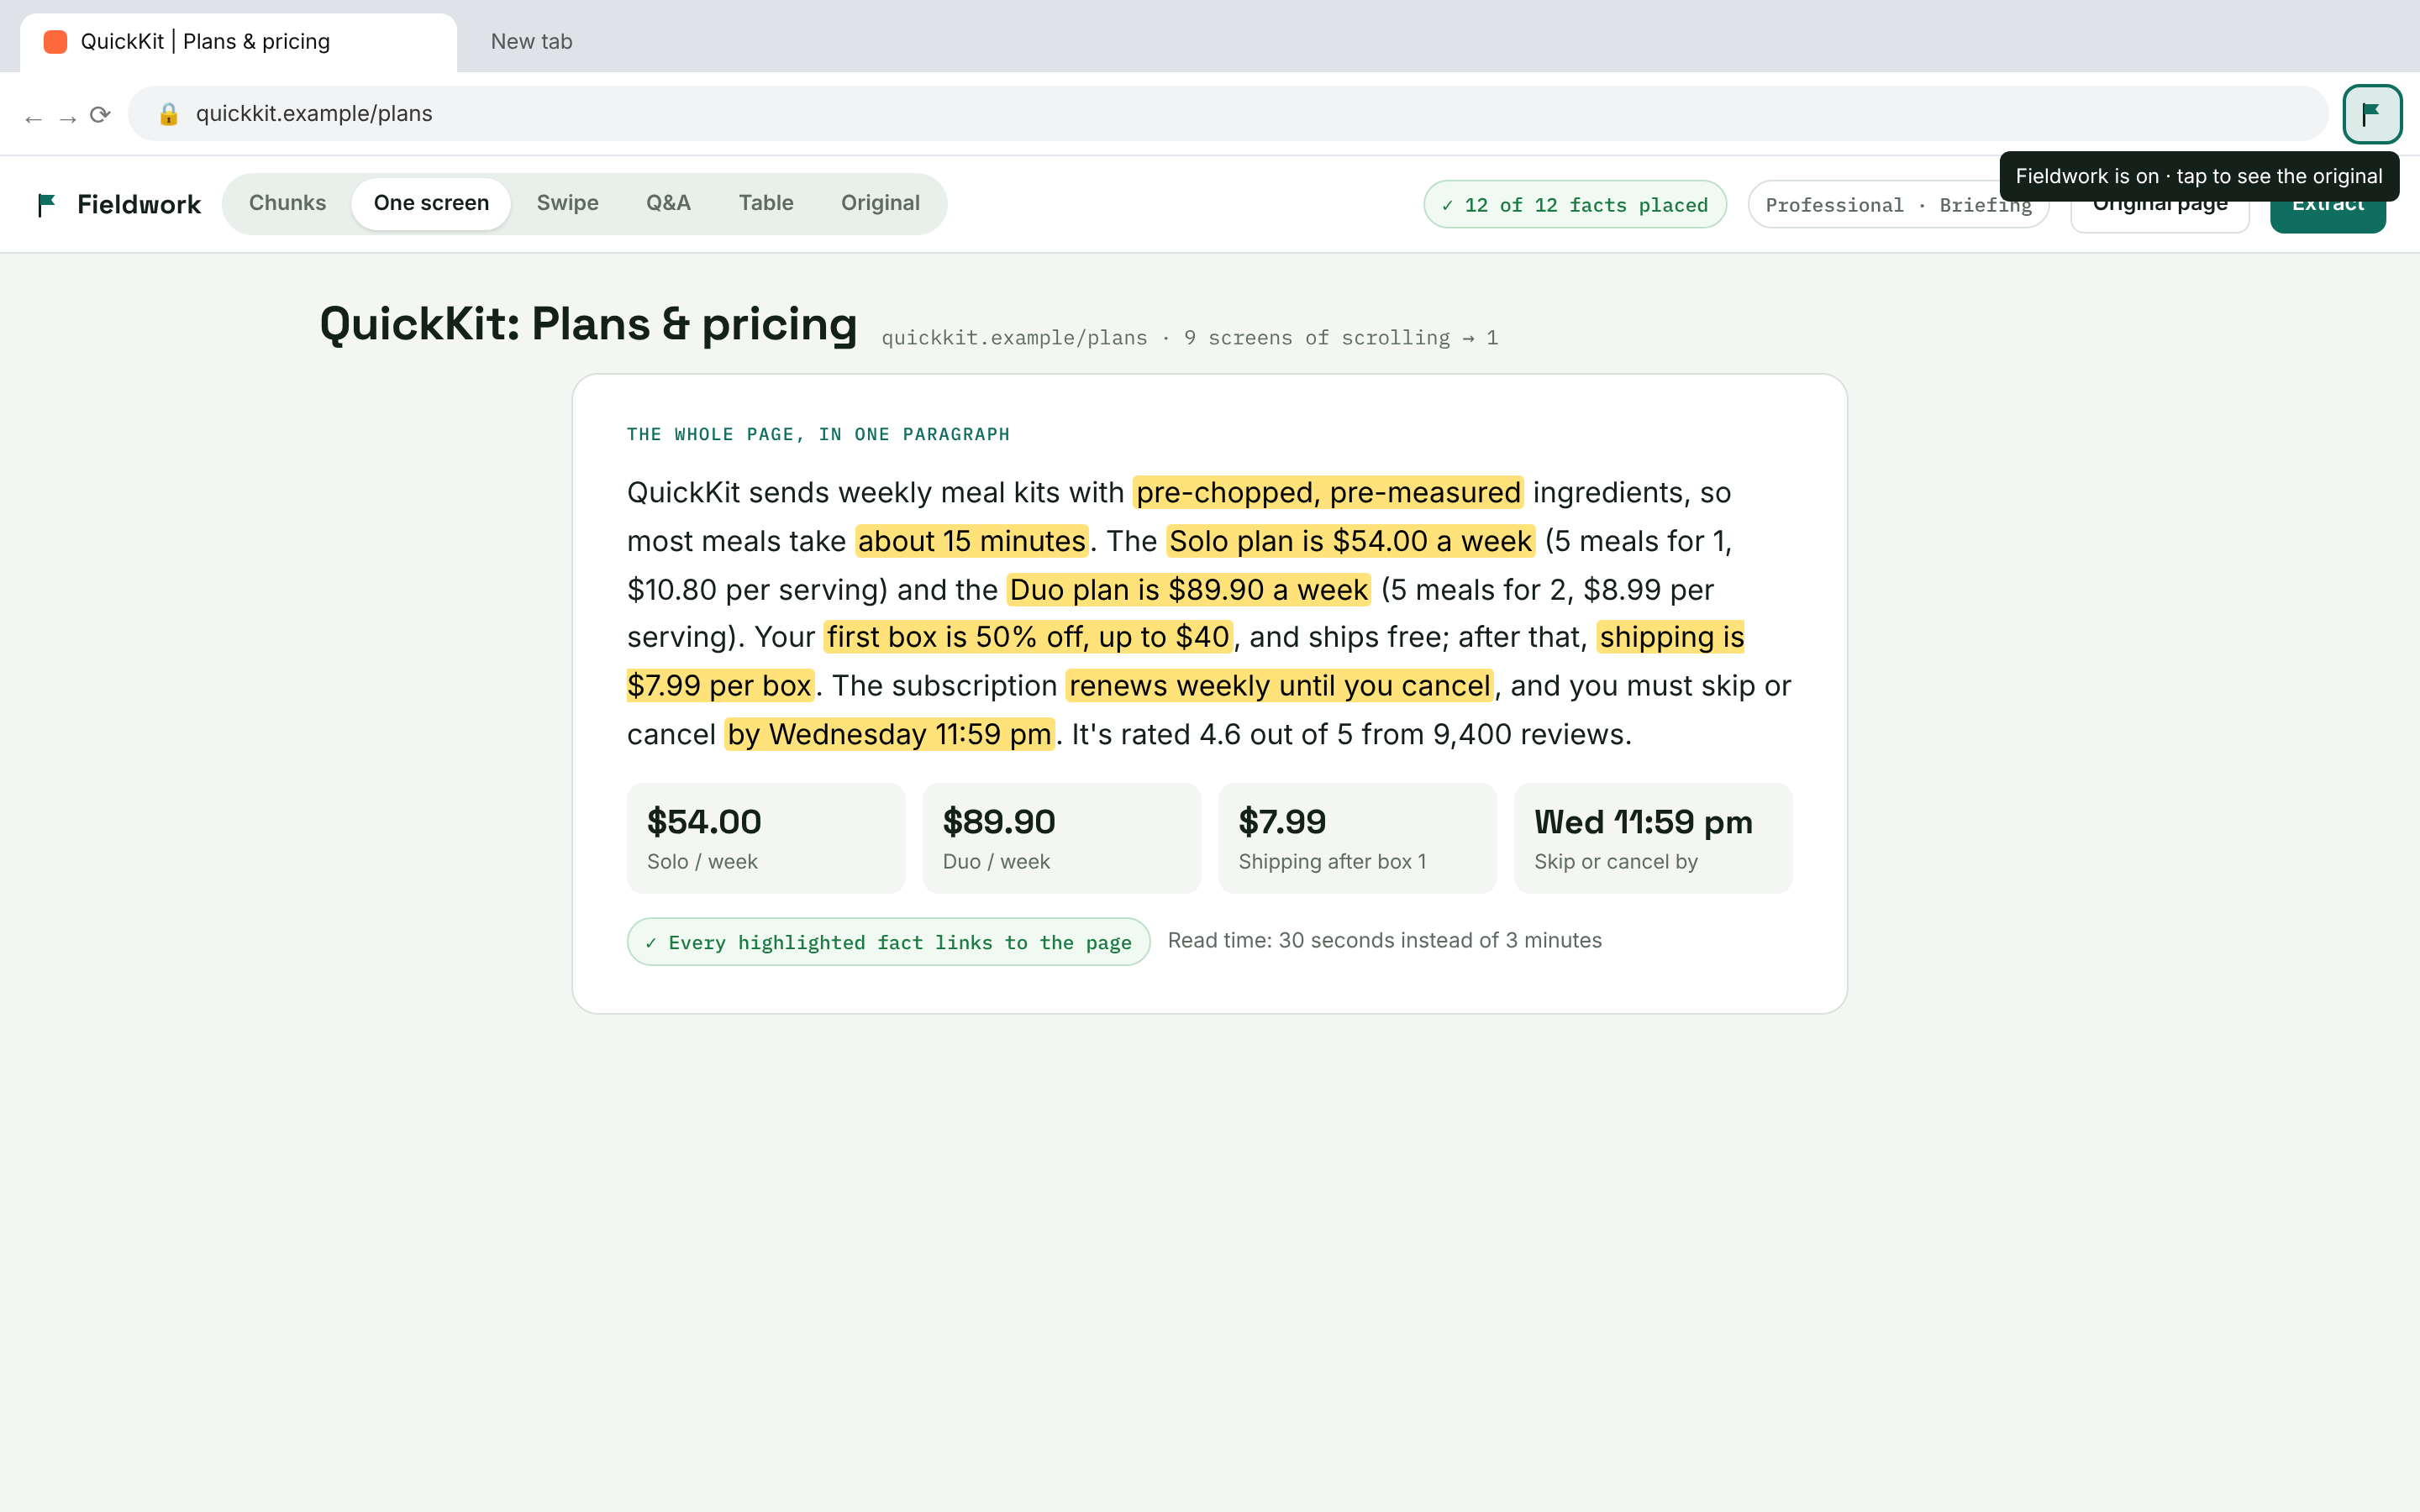 QuickKit | Plans & pricing
New tab
quickkit.example/plans
Fieldwork is on · tap to see the original
Fieldwork
Chunks
One screen
Swipe
Q&A
Table
Original
✓ 12 of 12 facts placed
Professional · Briefing
Original page
Extract
QuickKit: Plans & pricing
quickkit.example/plans · 9 screens of scrolling → 1
THE WHOLE PAGE, IN ONE PARAGRAPH
QuickKit sends weekly meal kits with pre-chopped, pre-measured ingredients, so
most meals take about 15 minutes. The Solo plan is $54.00 a week (5 meals for 1,
$10.80 per serving) and the Duo plan is $89.90 a week (5 meals for 2, $8.99 per
serving). Your first box is 50% off, up to $40, and ships free; after that, shipping is
$7.99 per box. The subscription renews weekly until you cancel, and you must skip or
cancel by Wednesday 11:59 pm. It's rated 4.6 out of 5 from 9,400 reviews.
$54.00
Solo / week
$89.90
Duo / week
$7.99
Shipping after box 1
Wed 11:59 pm
Skip or cancel by
✓ Every highlighted fact links to the page
Read time: 30 seconds instead of 3 minutes